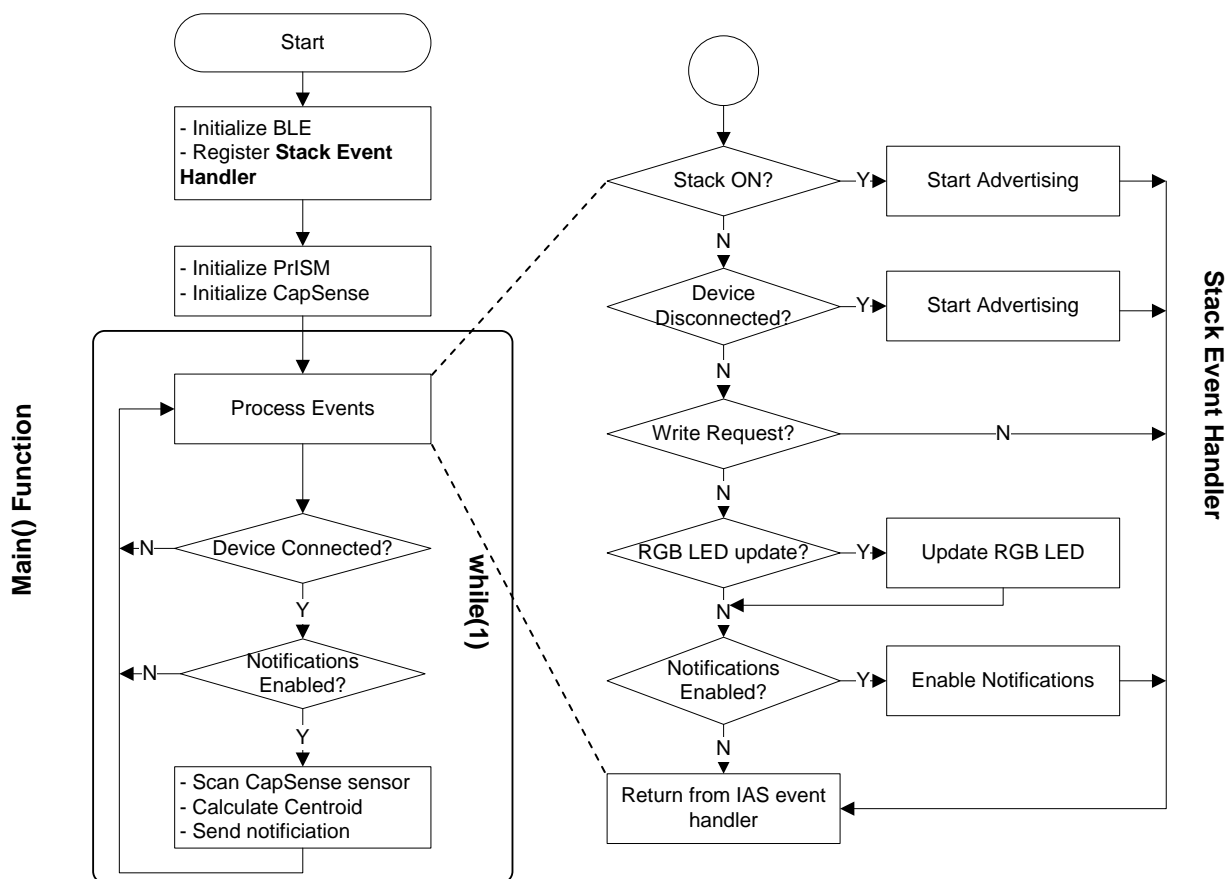 Start
- Initialize BLE
- Register Stack Event
Handler
- Initialize PrISM
- Initialize CapSense
Main() Function
while(1)
Process Events
Device Connected?
N
Y
Notifications
Enabled?
N
Y
- Scan CapSense sensor
- Calculate Centroid
- Send notificiation
Stack Event Handler
Stack ON?
Y
Start Advertising
N
Device
Disconnected?
Y
Start Advertising
N
Write Request?
N
N
RGB LED update?
Y
Update RGB LED
N
Notifications
Enabled?
Y
Enable Notifications
N
Return from IAS event
handler